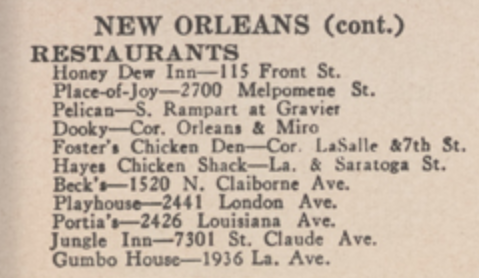 NEW ORLEANS (cont.)
RESTAURANTS
Honey Dew Inn—115 Front St.
Place-of-Joy—2700 Melpomene St.
Pelican—S. Rampart at Gravier
Dooky—Cor. Orleans & Miro
Foster's Chicken Den—Cor. LaSalle &7th St.
Hayes Chicken Shack—La. & Saratoga St.
Beck's—1520 N. Claiborne Ave.
Playhouse—2441 London Ave.
Portia's—2426 Louisiana Ave.
Jungle Inn—7301 St. Claude Ave.
Gumbo House—1936 La. Ave.